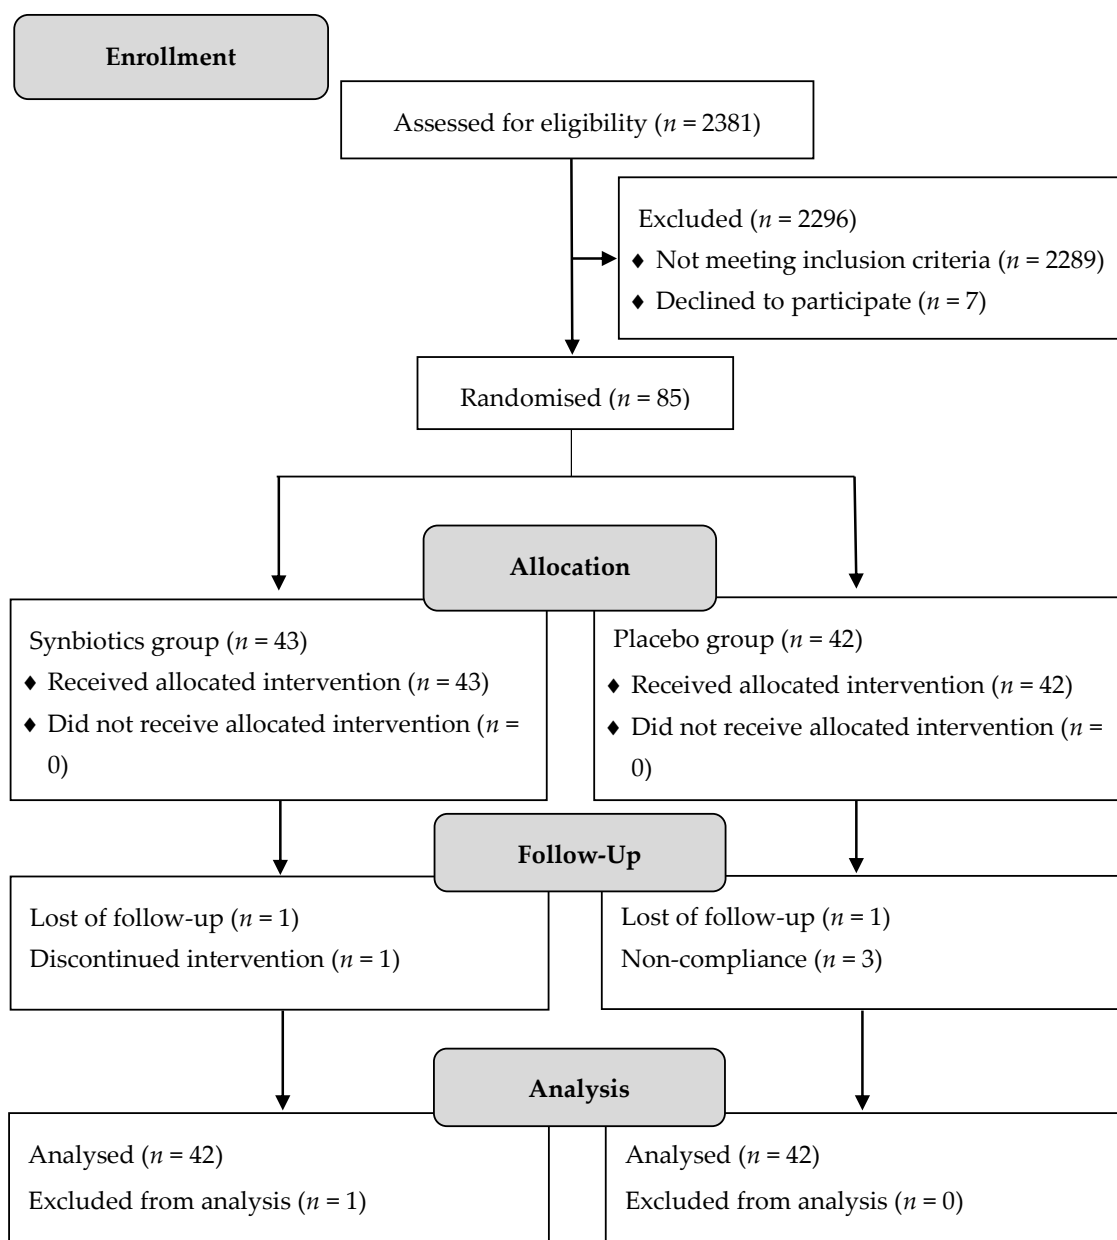 Enrollment
Assessed for eligibility (n = 2381)
Excluded (n = 2296)
♦ Not meeting inclusion criteria (n = 2289)
♦ Declined to participate (n = 7)
Randomised (n = 85)
Allocation
Synbiotics group (n = 43)
♦ Received allocated intervention (n = 43)
♦ Did not receive allocated intervention (n =
0)
Placebo group (n = 42)
♦ Received allocated intervention (n = 42)
♦ Did not receive allocated intervention (n =
0)
Follow-Up
Lost of follow-up (n = 1)
Discontinued intervention (n = 1)
Lost of follow-up (n = 1)
Non-compliance (n = 3)
Analysis
Analysed (n = 42)
Excluded from analysis (n = 1)
Analysed (n = 42)
Excluded from analysis (n = 0)